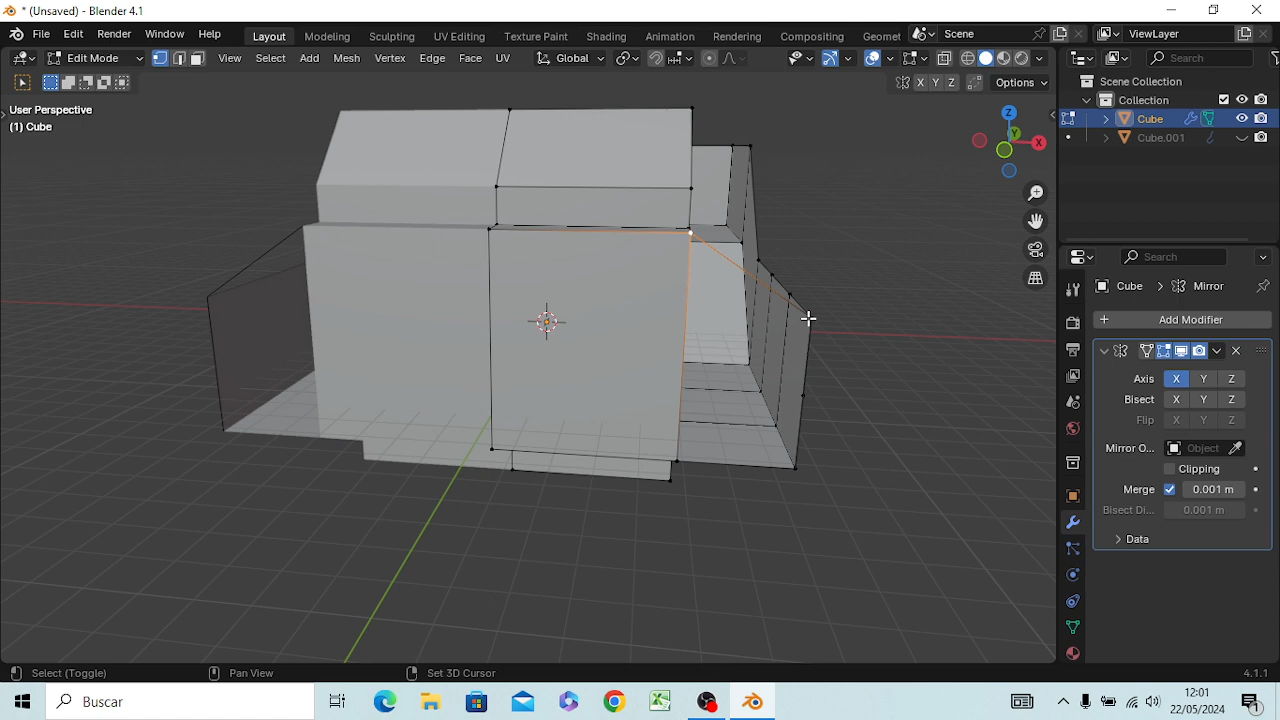 * (Unsaved) - Blender 4.1
File Edit Render Window Help
Layout Modeling Sculpting UV Editing Texture Paint Shading Animation Rendering Compositing Geomet
Scene
ViewLayer
Edit Mode View Select Add Mesh Vertex Edge Face UV Global
X Y Z Options
User Perspective
(1) Cube
Z
Y
X
Search
Scene Collection
Collection
Cube
Cube.001
Search
Cube > Mirror
Add Modifier
Axis X Y Z
Bisect X Y Z
Flip X Y Z
Mirror O... Object
Clipping
Merge 0.001 m
Bisect Di... 0.001 m
Data
Select (Toggle) Pan View Set 3D Cursor 4.1.1
Buscar
12:01
22/05/2024
1